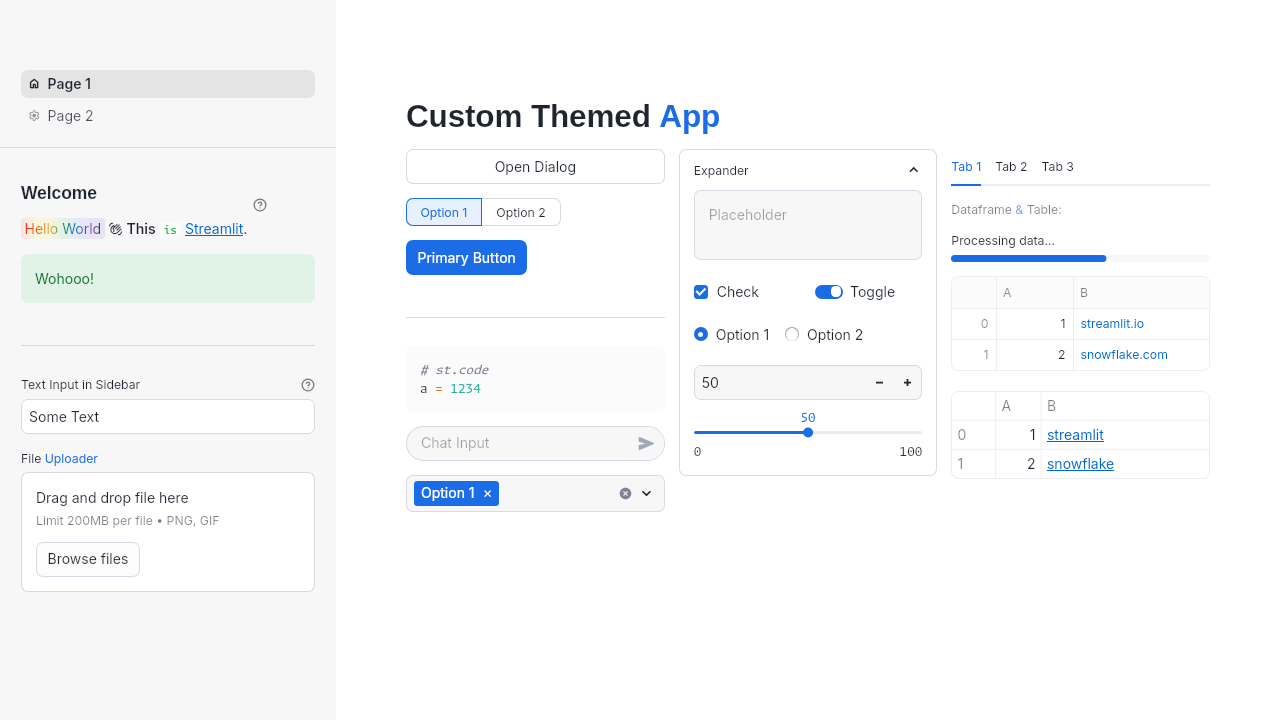 Page 1
Page 2
Welcome
Hello World 👋 This is Streamlit.
Wohooo!
Text Input in Sidebar
Some Text
File Uploader
Drag and drop file here
Limit 200MB per file • PNG, GIF
Browse files
Custom Themed App
Open Dialog
Option 1 Option 2
Primary Button
# st.code
a = 1234
Chat Input
Option 1
Expander
Placeholder
Check Toggle
Option 1 Option 2
50
50
0 100
Tab 1 Tab 2 Tab 3
Dataframe & Table:
Processing data...
A B
0 1 streamlit.io
1 2 snowflake.com
A B
0 1 streamlit
1 2 snowflake